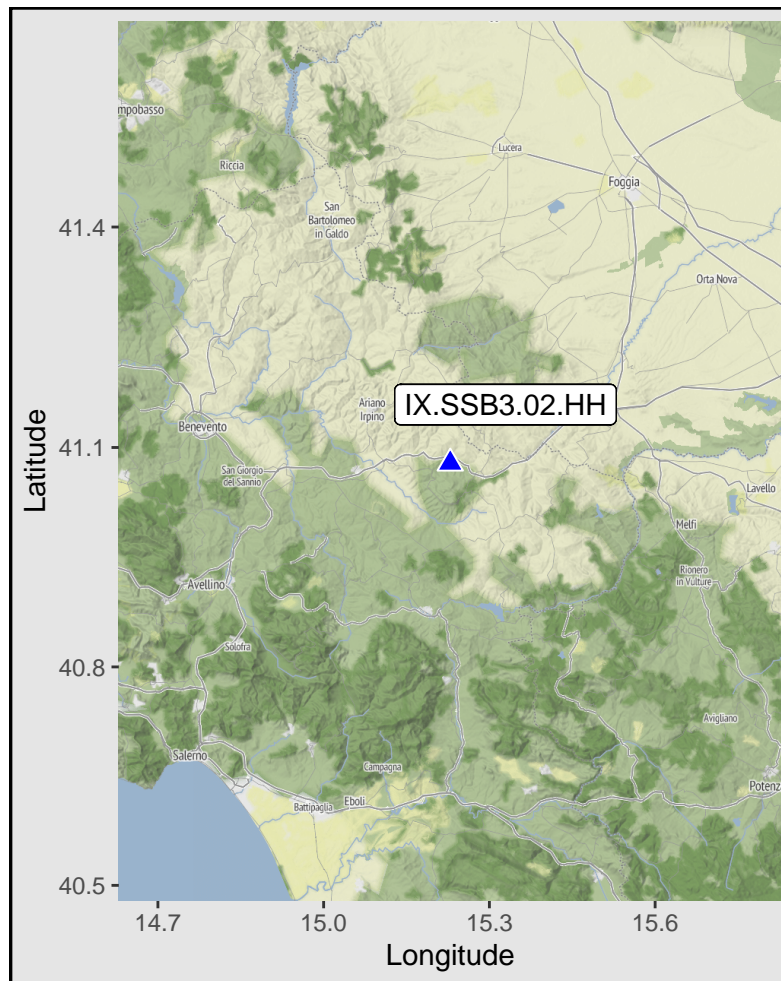 mpobasso
Riccia
Lucera
San
Bartolomeo
in Galdo
Foggia
41.4
Orta Nova
IX.SSB3.02.HH
Ariano
Irpino
Benevento
41.1
San Giorgio
del Sannio
Lavello
Melfi
Latitude
Rionero
in Vulture
Avellino
Solofra
40.8
Avigliano
Salerno
Campagna
Potenz
Battipaglia
Eboli
40.5
14.7
15.0
15.3
15.6
Longitude